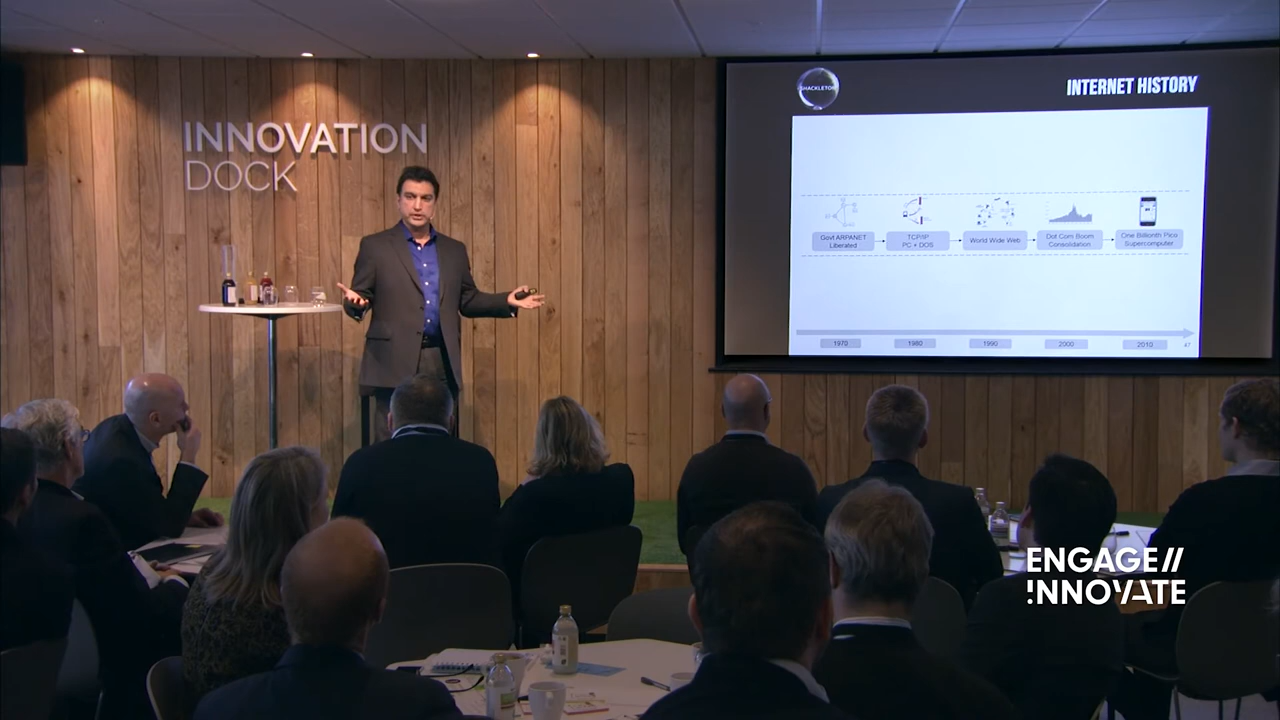 INNOVATION
DOCK
SHACKLETON
INTERNET HISTORY
Govt ARPANET
Liberated
TCP/IP
PC + DOS
World Wide Web
Dot Com Boom
Consolidation
One Billionth Pico
Supercomputer
1970
1980
1990
2000
2010
47
ENGAGE//
!NNOVATE